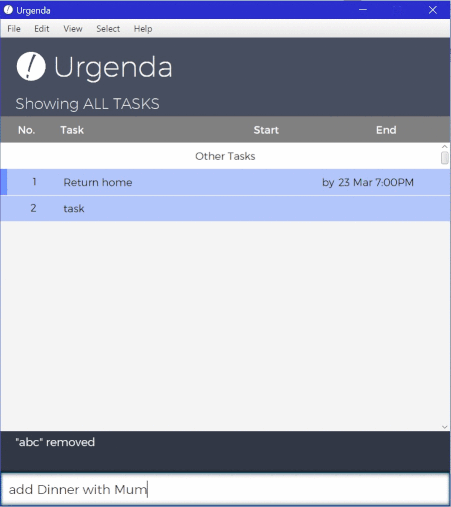 Urgenda
File Edit View Select Help
Urgenda
Showing ALL TASKS
No. Task Start End
Other Tasks
1 Return home by 23 Mar 7:00PM
2 task
"abc" removed
add Dinner with Mum